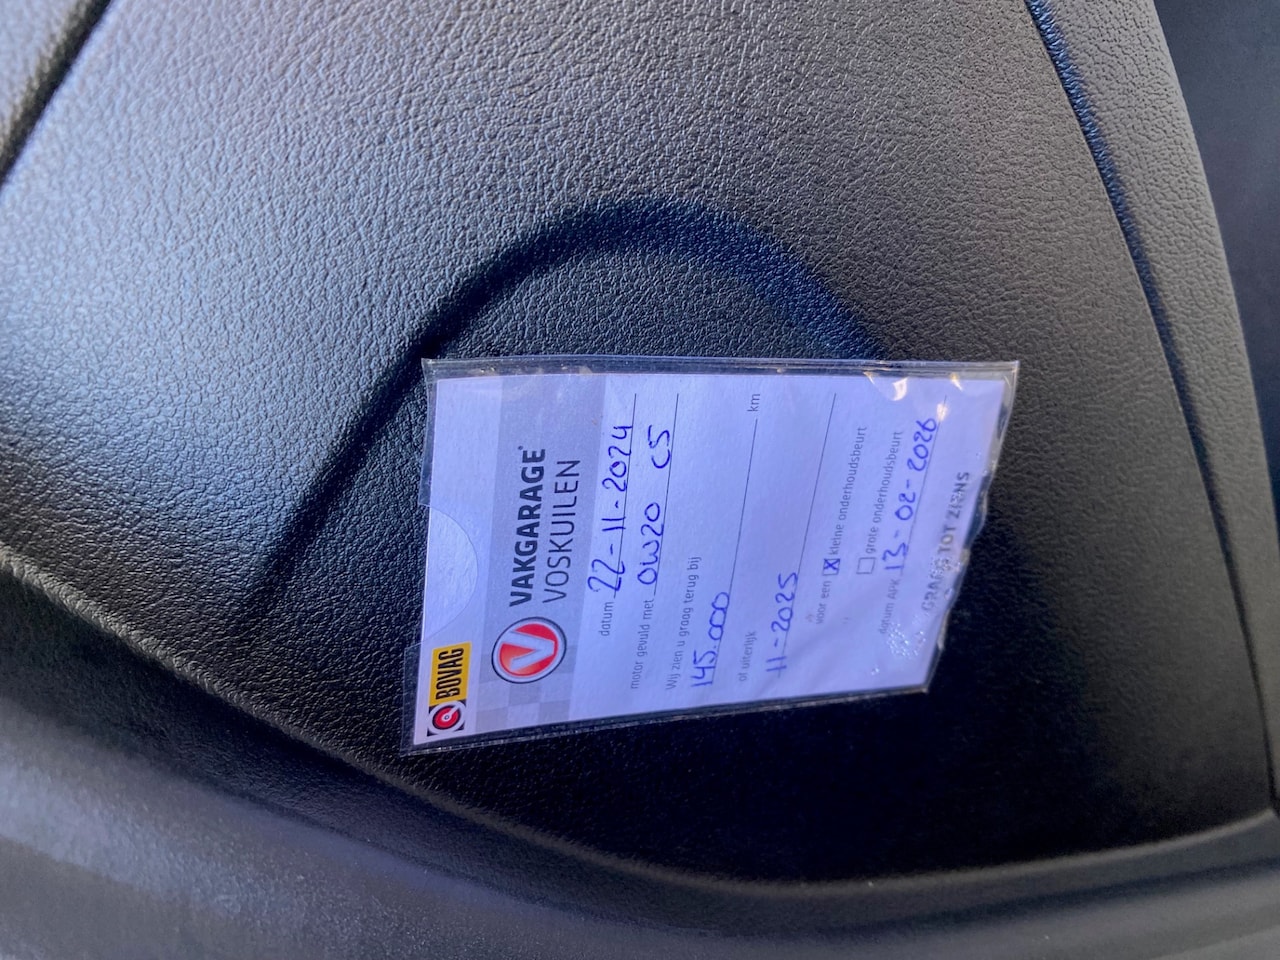 BOVAG
VAKGARAGE
VOSKUILEN
datum 22-11-2024
motor gevuld met 0W20 C5
Wij zien u graag terug bij
145.000 km
of uiterlijk
11-2025
voor een X kleine onderhoudsbeurt
grote onderhoudsbeurt
datum APK 13-02-2026
GRAAG TOT ZIENS